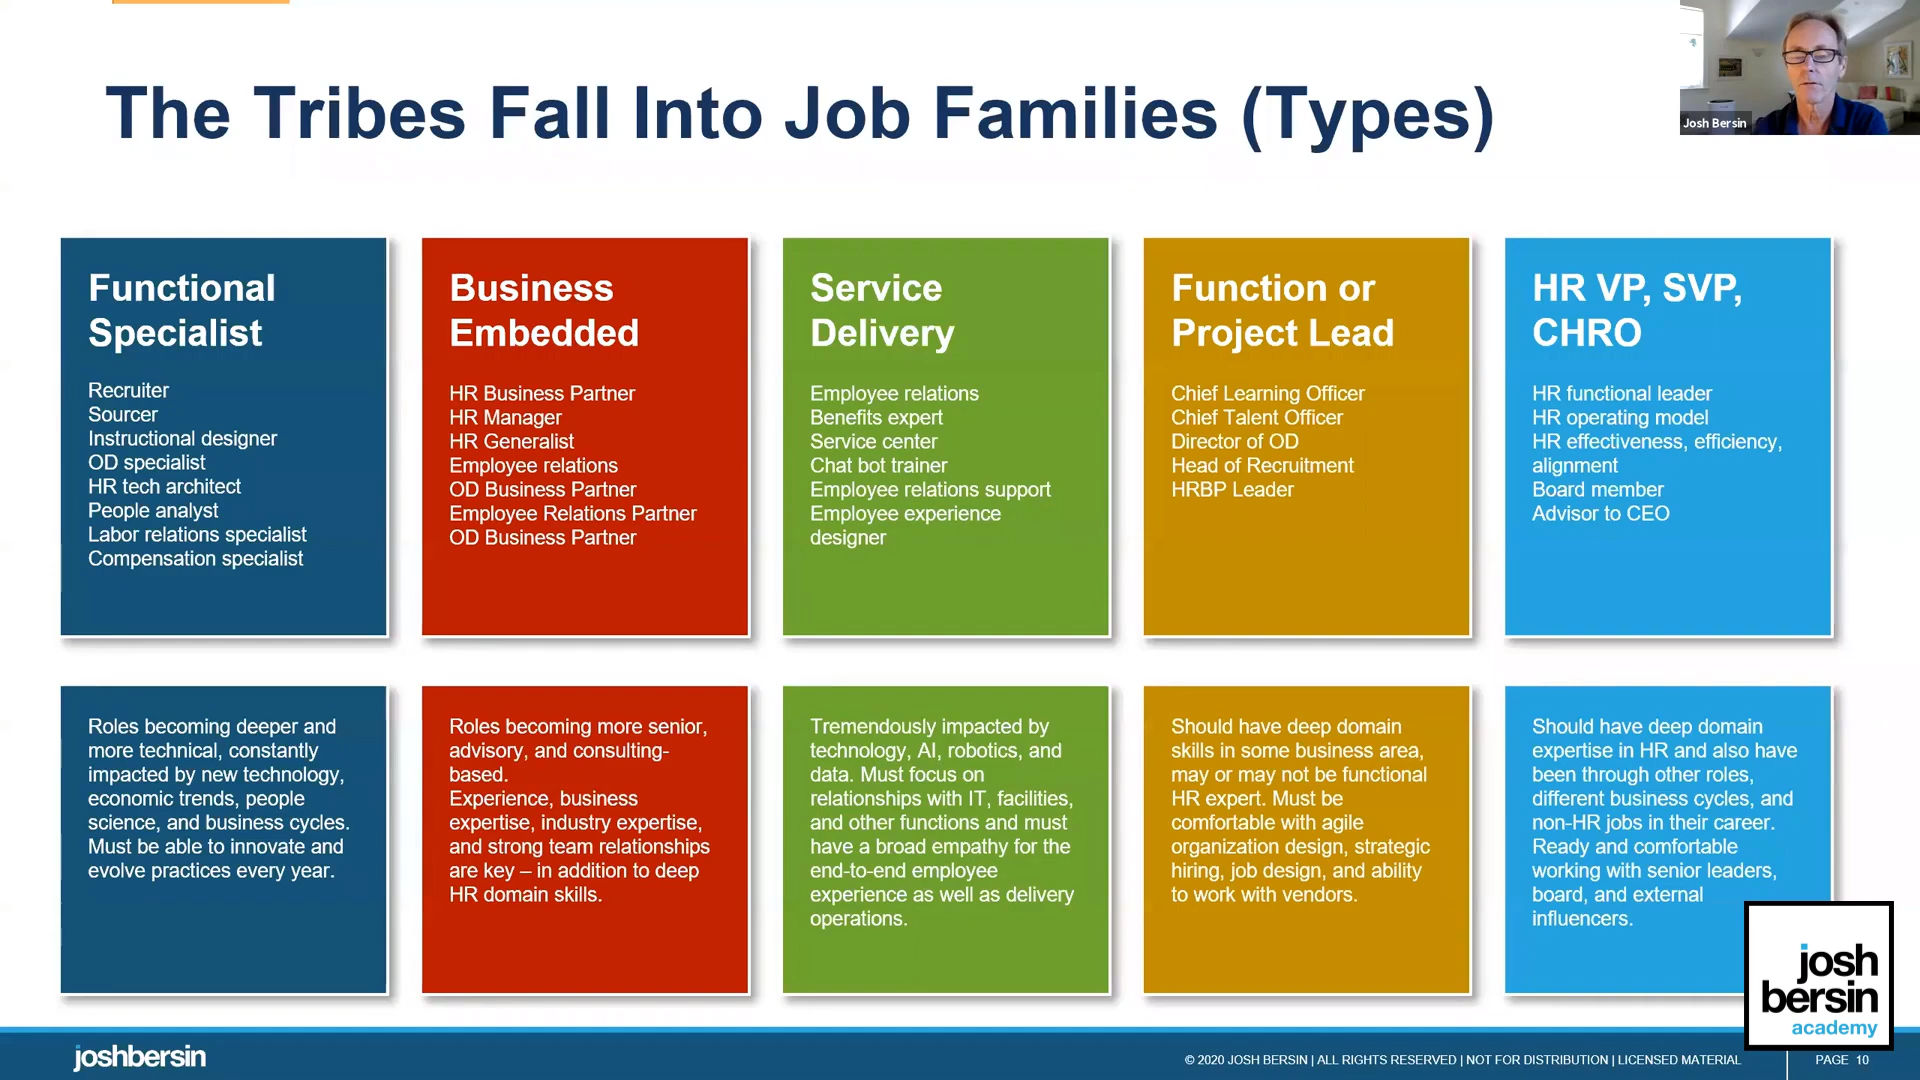 The Tribes Fall Into Job Families (Types)
Josh Bersin
Functional
Specialist
Recruiter
Sourcer
Instructional designer
OD specialist
HR tech architect
People analyst
Labor relations specialist
Compensation specialist
Business
Embedded
HR Business Partner
HR Manager
HR Generalist
Employee relations
OD Business Partner
Employee Relations Partner
OD Business Partner
Service
Delivery
Employee relations
Benefits expert
Service center
Chat bot trainer
Employee relations support
Employee experience
designer
Function or
Project Lead
Chief Learning Officer
Chief Talent Officer
Director of OD
Head of Recruitment
HRBP Leader
HR VP, SVP,
CHRO
HR functional leader
HR operating model
HR effectiveness, efficiency,
alignment
Board member
Advisor to CEO
Roles becoming deeper and
more technical, constantly
impacted by new technology,
economic trends, people
science, and business cycles.
Must be able to innovate and
evolve practices every year.
Roles becoming more senior,
advisory, and consulting-
based.
Experience, business
expertise, industry expertise,
and strong team relationships
are key – in addition to deep
HR domain skills.
Tremendously impacted by
technology, AI, robotics, and
data. Must focus on
relationships with IT, facilities,
and other functions and must
have a broad empathy for the
end-to-end employee
experience as well as delivery
operations.
Should have deep domain
skills in some business area,
may or may not be functional
HR expert. Must be
comfortable with agile
organization design, strategic
hiring, job design, and ability
to work with vendors.
Should have deep domain
expertise in HR and also have
been through other roles,
different business cycles, and
non-HR jobs in their career.
Ready and comfortable
working with senior leaders,
board, and external
influencers.
josh
bersin
academy
joshbersin
© 2020 JOSH BERSIN | ALL RIGHTS RESERVED | NOT FOR DISTRIBUTION | LICENSED MATERIAL
PAGE 10